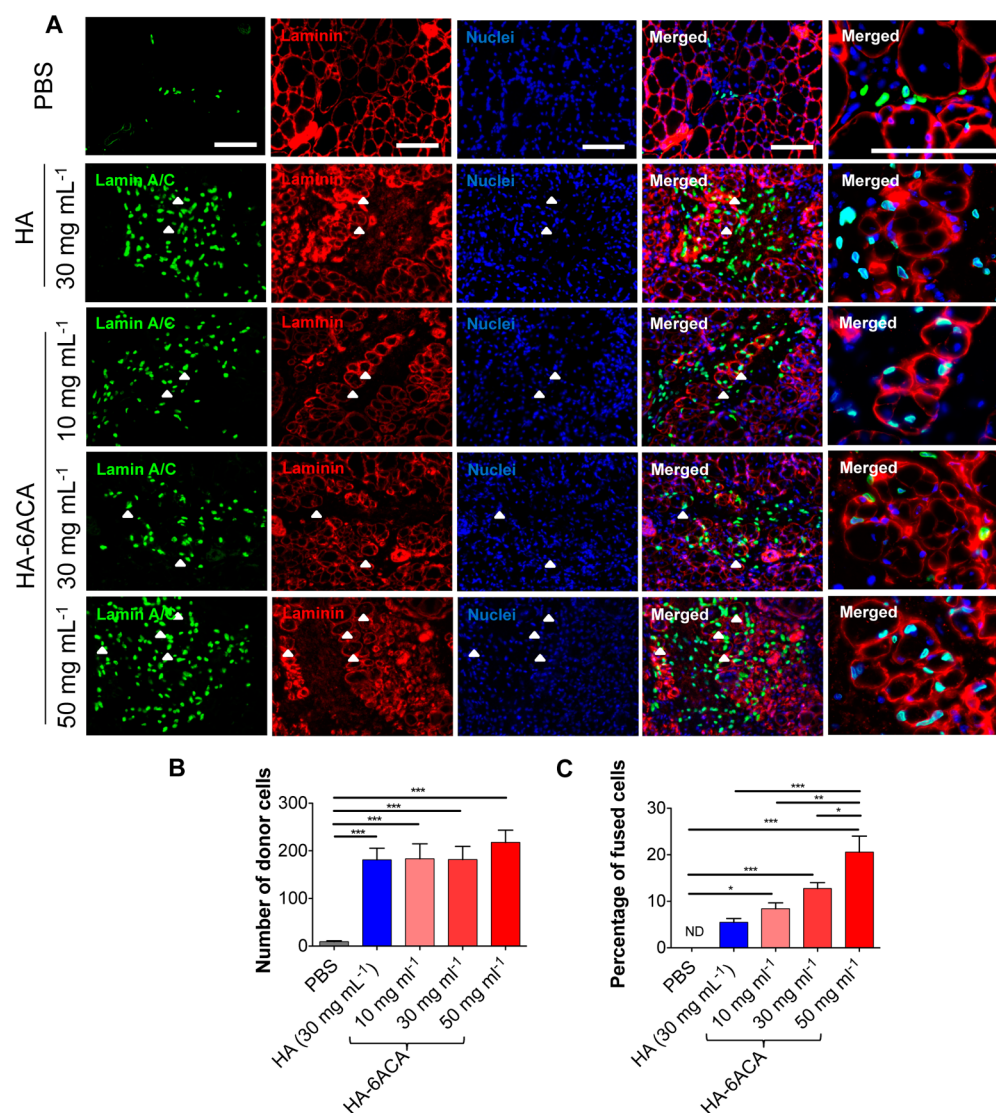 A
PBS
Laminin
Nuclei
Merged
Merged
HA
30 mg mL⁻¹
Lamin A/C
Laminin
Nuclei
Merged
Merged
HA-6ACA
10 mg mL⁻¹
Lamin A/C
Laminin
Nuclei
Merged
Merged
30 mg mL⁻¹
Lamin A/C
Laminin
Nuclei
Merged
Merged
50 mg mL⁻¹
Lamin A/C
Laminin
Nuclei
Merged
Merged
B
Number of donor cells
300
200
100
0
***
***
***
***
PBS
HA (30 mg mL⁻¹)
10 mg ml⁻¹
30 mg ml⁻¹
50 mg ml⁻¹
HA-6ACA
C
Percentage of fused cells
30
20
10
0
***
**
*
***
***
*
ND
PBS
HA (30 mg mL⁻¹)
10 mg ml⁻¹
30 mg ml⁻¹
50 mg ml⁻¹
HA-6ACA